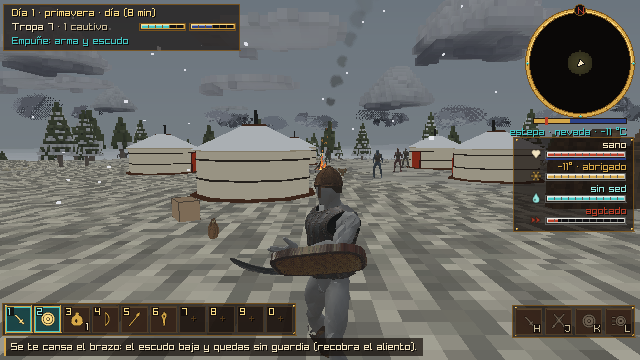 Día 1 · primavera · día (8 min)
Tropa 7 · 1 cautivo
Empuñe: arma y escudo
N
estepa · nevada · -11 °C
sano
-11° · abrigado
sin sed
agotado
1 2 3 4 5 6 7 8 9 0
1
H J K L
Se te cansa el brazo: el escudo baja y quedas sin guardia (recobra el aliento).